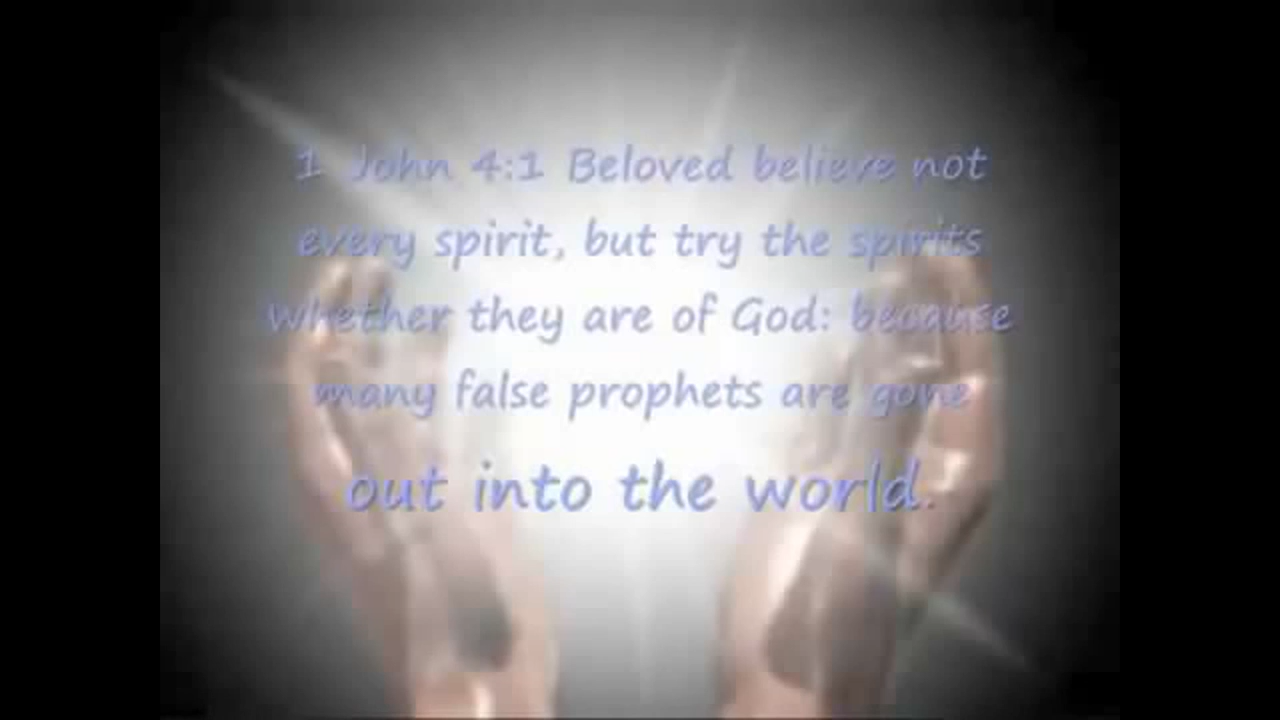 1 John 4:1 Beloved believe not
every spirit, but try the spirits
whether they are of God: because
many false prophets are gone
out into the world.